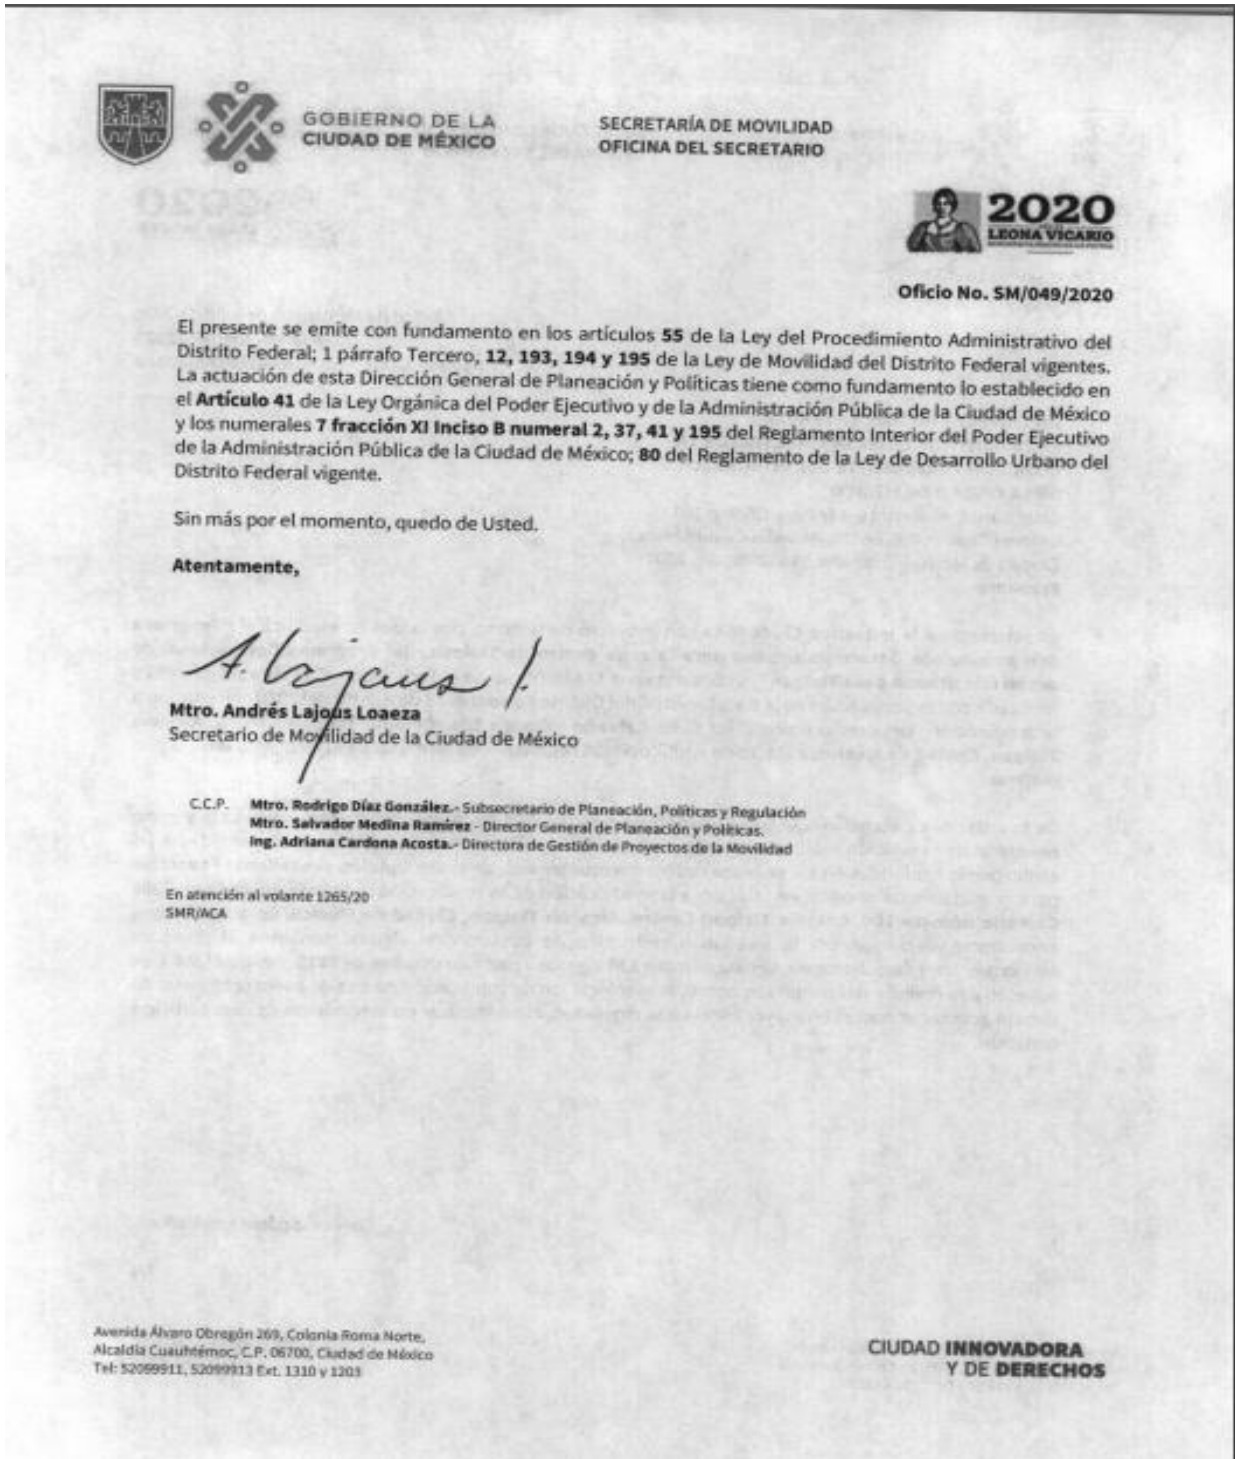 GOBIERNO DE LA
CIUDAD DE MÉXICO
SECRETARÍA DE MOVILIDAD
OFICINA DEL SECRETARIO
2020
LEONA VICARIO
Oficio No. SM/049/2020
El presente se emite con fundamento en los artículos 55 de la Ley del Procedimiento Administrativo del
Distrito Federal; 1 párrafo Tercero, 12, 193, 194 y 195 de la Ley de Movilidad del Distrito Federal vigentes.
La actuación de esta Dirección General de Planeación y Políticas tiene como fundamento lo establecido en
el Artículo 41 de la Ley Orgánica del Poder Ejecutivo y de la Administración Pública de la Ciudad de México
y los numerales 7 fracción XI Inciso B numeral 2, 37, 41 y 195 del Reglamento Interior del Poder Ejecutivo
de la Administración Pública de la Ciudad de México; 80 del Reglamento de la Ley de Desarrollo Urbano del
Distrito Federal vigente.
Sin más por el momento, quedo de Usted.
Atentamente,
A. Lajous L.
Mtro. Andrés Lajous Loaeza
Secretario de Movilidad de la Ciudad de México
C.C.P. Mtro. Rodrigo Díaz González.- Subsecretario de Planeación, Políticas y Regulación
Mtro. Salvador Medina Ramírez - Director General de Planeación y Políticas.
Ing. Adriana Cardona Acosta.- Directora de Gestión de Proyectos de la Movilidad
En atención al volante 1265/20
SMR/ACA
Avenida Álvaro Obregón 269, Colonia Roma Norte,
Alcaldía Cuauhtémoc, C.P. 06700, Ciudad de México
Tel: 52099911, 52099913 Ext. 1310 y 1203
CIUDAD INNOVADORA
Y DE DERECHOS